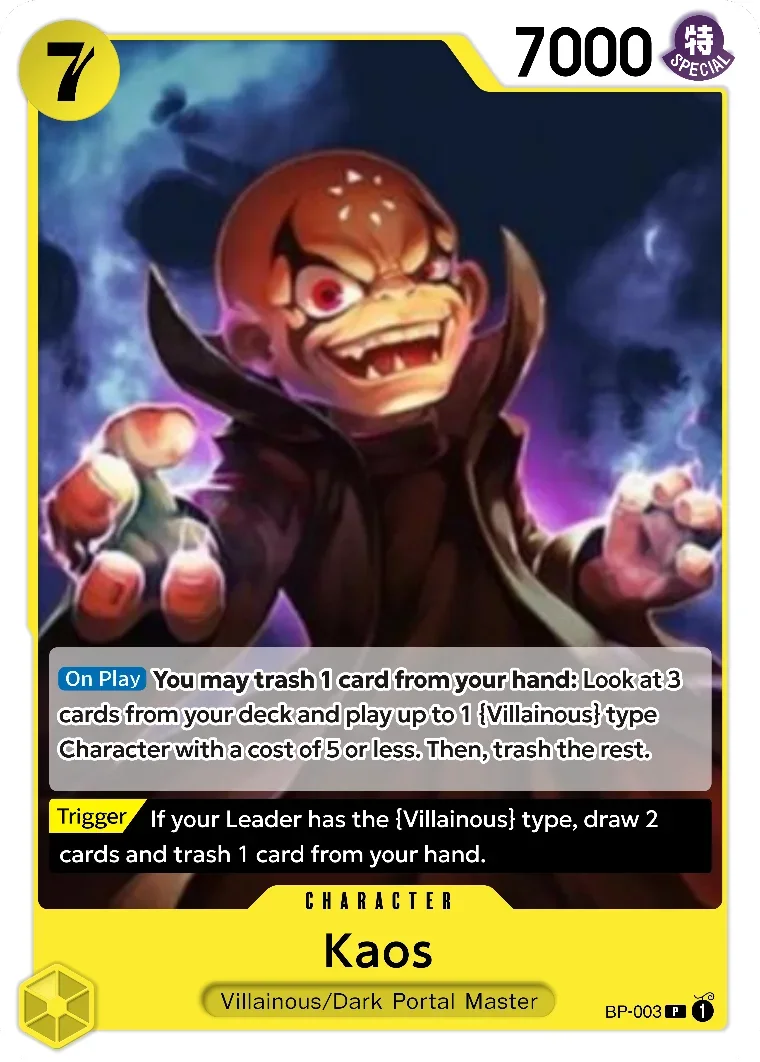 7
7000
特
SPECIAL
On Play You may trash 1 card from your hand: Look at 3
cards from your deck and play up to 1 {Villainous} type
Character with a cost of 5 or less. Then, trash the rest.
Trigger If your Leader has the {Villainous} type, draw 2
cards and trash 1 card from your hand.
CHARACTER
Kaos
Villainous/Dark Portal Master
BP-003 P 1